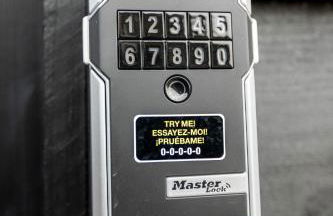 1 2 3 4 5
6 7 8 9 0
TRY ME!
ESSAYEZ-MOI!
¡PRUÉBAME!
0-0-0-0-0
Master
Lock